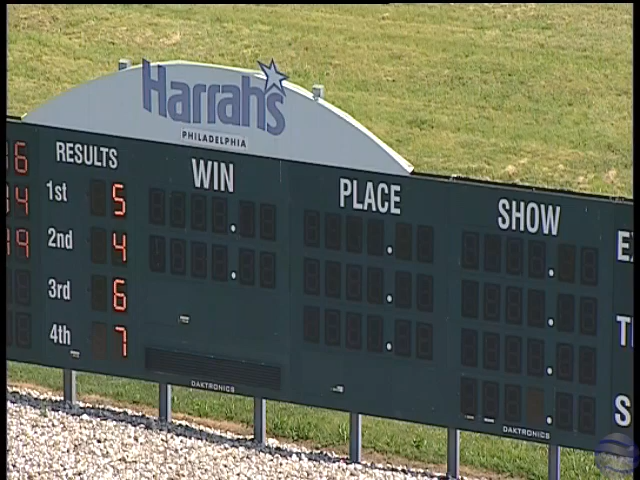 Harrah's
PHILADELPHIA
RESULTS
WIN
PLACE
SHOW
1st 5
2nd 4
3rd 6
4th 7
DAKTRONICS
DAKTRONICS